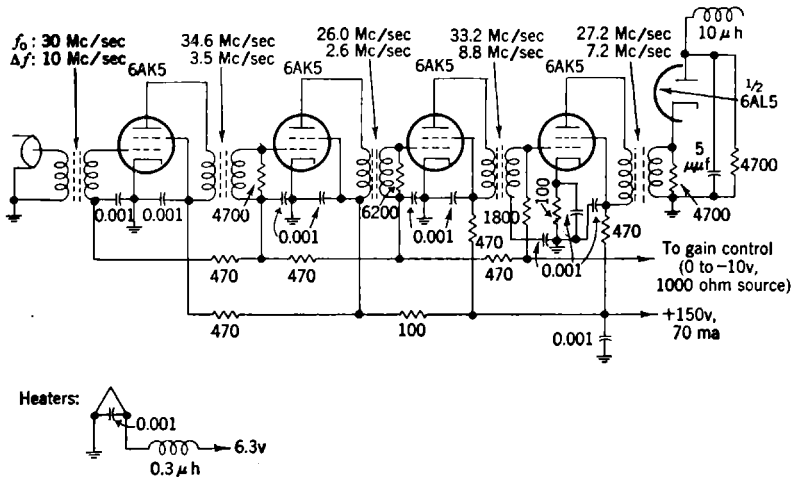 f₀: 30 Mc/sec
Δf: 10 Mc/sec
34.6 Mc/sec
3.5 Mc/sec
26.0 Mc/sec
2.6 Mc/sec
33.2 Mc/sec
8.8 Mc/sec
27.2 Mc/sec
7.2 Mc/sec
10 μh
6AK5
6AK5
6AK5
6AK5
1/2
6AL5
5
μμf
4700
4700
0.001
0.001
4700
0.001
6200
0.001
1800
100
0.001
470
470
470
470
470
To gain control
(0 to −10v,
1000 ohm source)
470
100
0.001
+150v,
70 ma
Heaters:
0.001
6.3v
0.3 μh